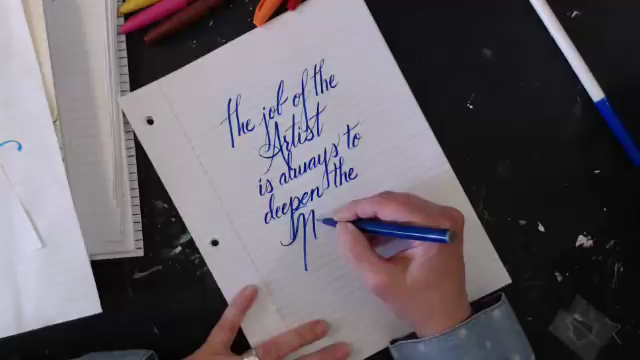 the job of the
Artist
is always to
deepen the
M